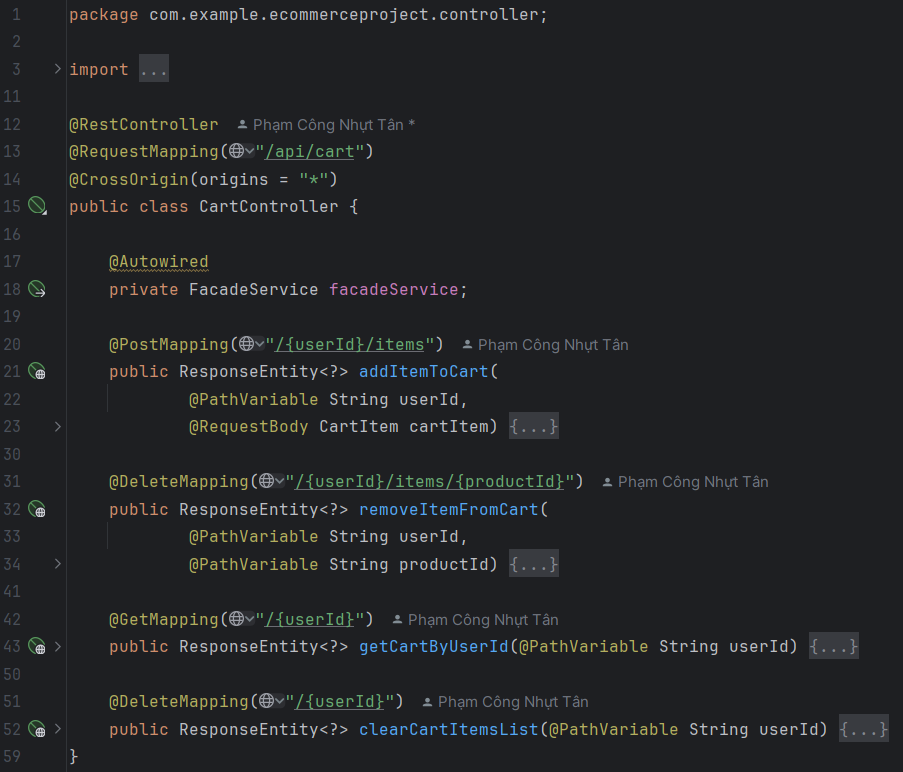 1 package com.example.ecommerceproject.controller;
2
3 import ...
11
12 @RestController Phạm Công Nhựt Tân *
13 @RequestMapping("/api/cart")
14 @CrossOrigin(origins = "*")
15 public class CartController {
16
17 @Autowired
18 private FacadeService facadeService;
19
20 @PostMapping("/{userId}/items") Phạm Công Nhựt Tân
21 public ResponseEntity<?> addItemToCart(
22 @PathVariable String userId,
23 @RequestBody CartItem cartItem) {...}
30
31 @DeleteMapping("/{userId}/items/{productId}") Phạm Công Nhựt Tân
32 public ResponseEntity<?> removeItemFromCart(
33 @PathVariable String userId,
34 @PathVariable String productId) {...}
41
42 @GetMapping("/{userId}") Phạm Công Nhựt Tân
43 public ResponseEntity<?> getCartByUserId(@PathVariable String userId) {...}
50
51 @DeleteMapping("/{userId}") Phạm Công Nhựt Tân
52 public ResponseEntity<?> clearCartItemsList(@PathVariable String userId) {...}
59 }